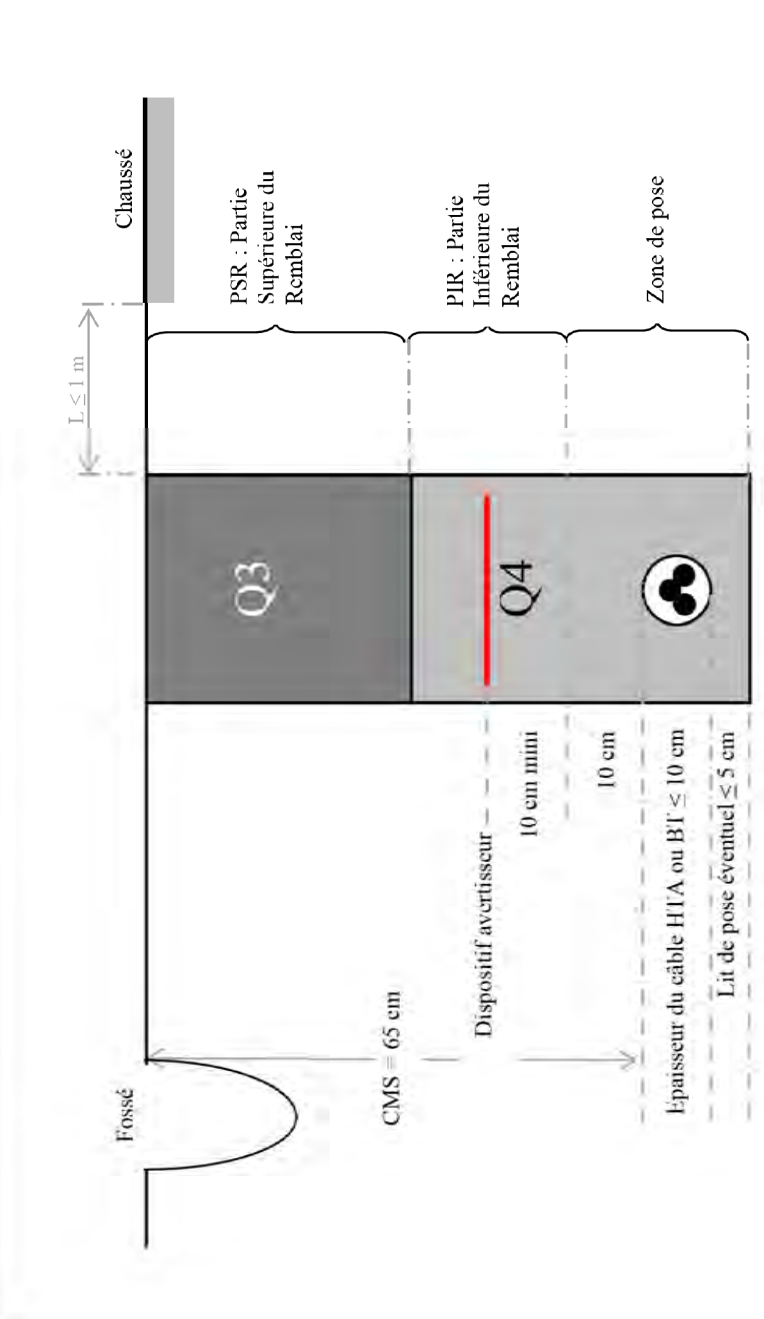 Fossé
Chaussé
L ≤ 1 m
PSR : Partie
Supérieure du
Remblai
Q3
CMS = 65 cm
PIR : Partie
Inférieure du
Remblai
Dispositif avertisseur
Q4
10 cm mini
10 cm
Zone de pose
Epaisseur du câble HTA ou BT ≤ 10 cm
Lit de pose éventuel ≤ 5 cm